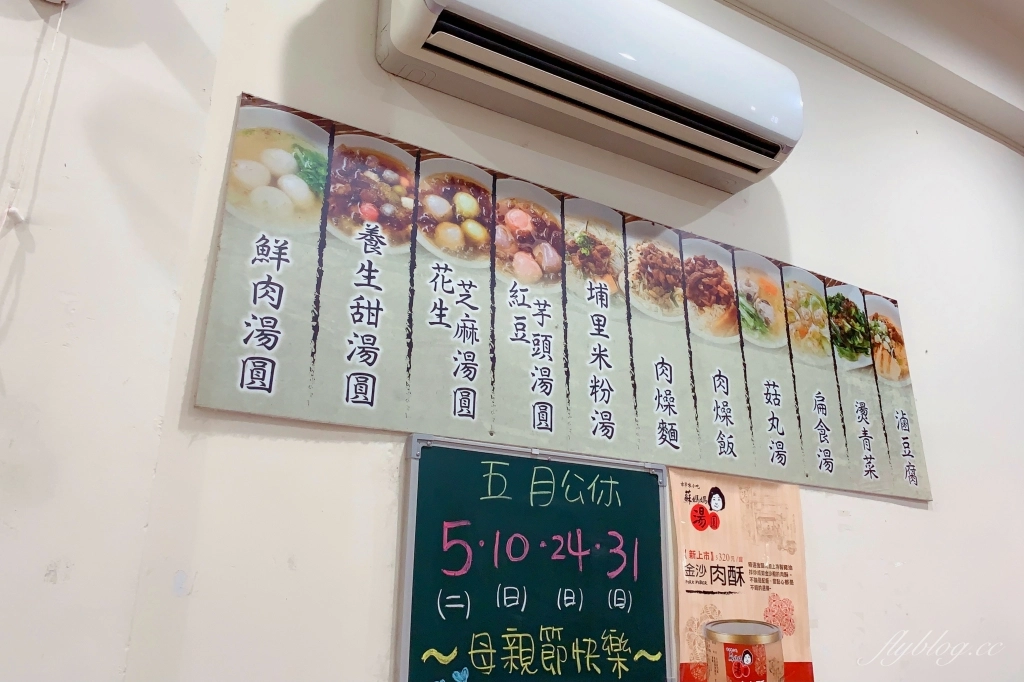 鮮肉湯圓
養生甜湯圓
芝麻湯圓
花生
芋頭湯圓
紅豆
埔里米粉湯
肉燥麵
肉燥飯
菇丸湯
扁食湯
燙青菜
滷豆腐
五月公休
5·10·24·31
(二) (日) (日) (日)
~母親節快樂~
蘇媽媽
湯圓
【新上市】
320
金沙肉酥
flyblog.cc